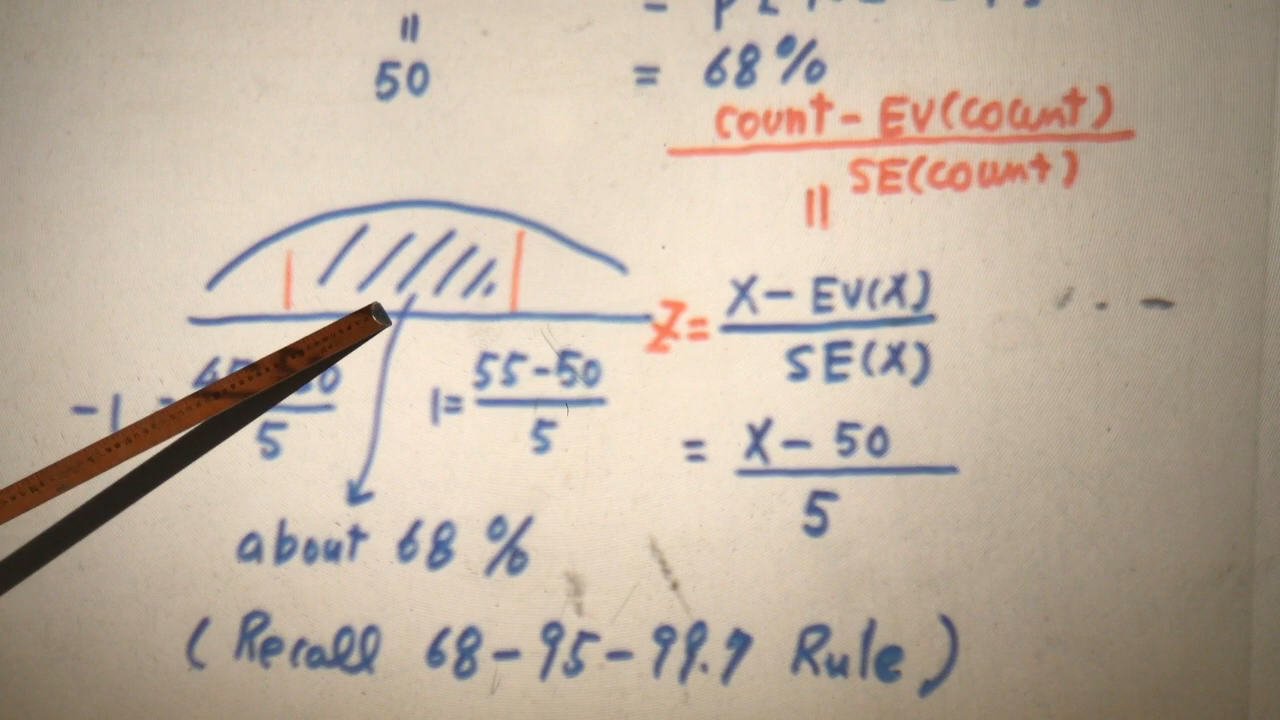 =
50
= 68%
count - EV(count)
SE(count)
=
Z = X - EV(X)
SE(X)
-1
5
1 = 55-50
5
= X - 50
5
about 68 %
(Recall 68-95-99.7 Rule)